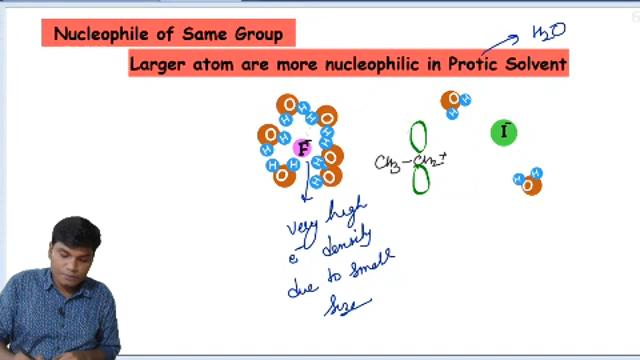 Nucleophile of Same Group
Larger atom are more nucleophilic in Protic Solvent
H₂O
O H H O H H O H H O H H O H H O H H
F⁻
CH₃ – CH₂⁺
O H H
I⁻
H H O
very high
e⁻ density
due to small
size